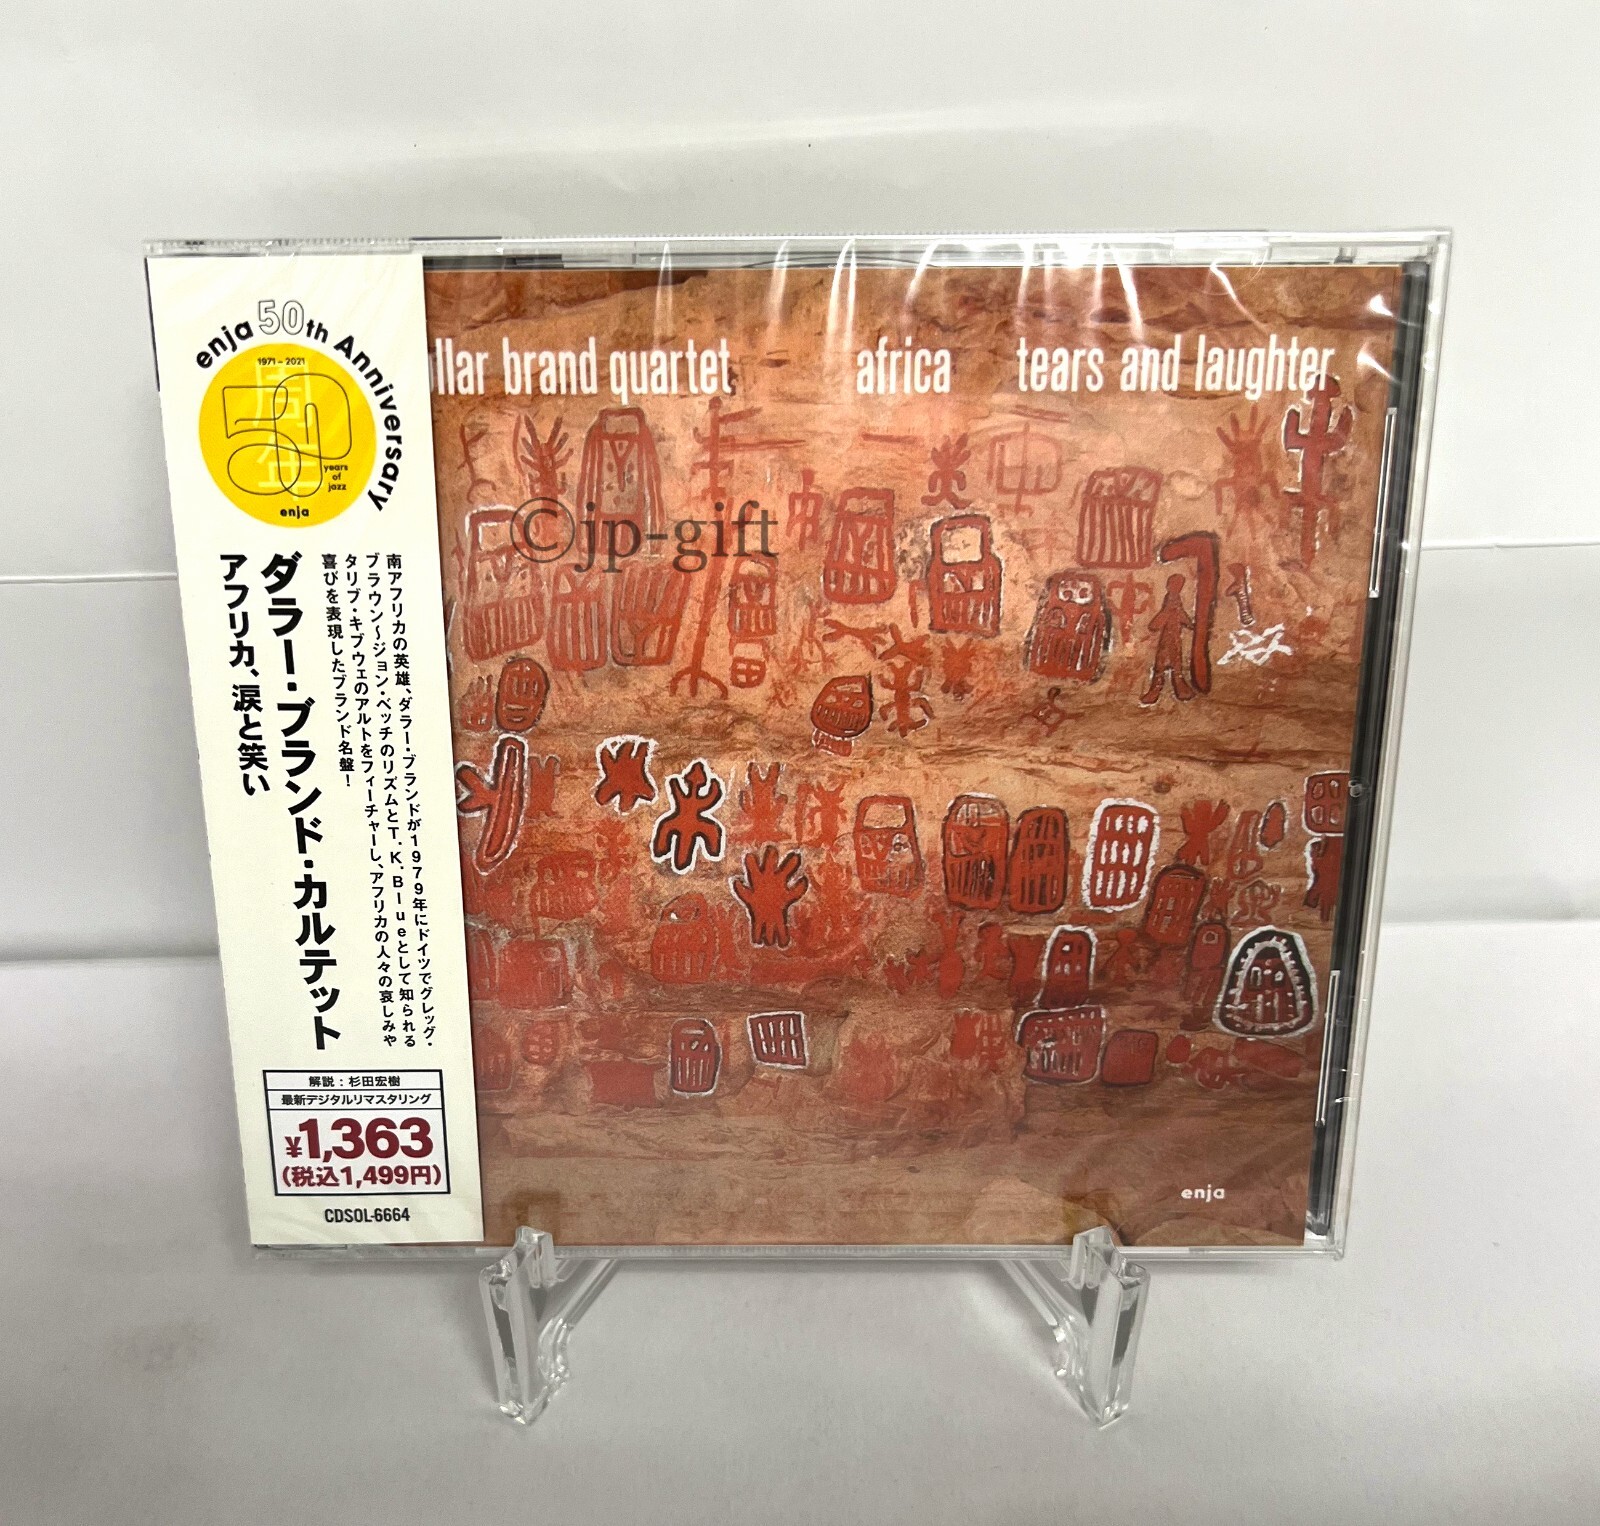 enja 50th Anniversary
1971 – 2021
50
周年
years
of
jazz
enja
南アフリカの英雄、ダラー・ブランドが1979年にドイツでグレッグ・
ブラウン〜ジョン・ベッチのリズムとT.K.Blueとして知られる
タリブ・キブウェのアルトをフィーチャーし、アフリカの人々の哀しみや
喜びを表現したブランド名盤！
ダラー・ブランド・カルテット
アフリカ、涙と笑い
解説：杉田宏樹
最新デジタルリマスタリング
¥1,363
(税込1,499円)
CDSOL-6664
ollar brand quartet africa tears and laughter
©jp-gift
enja